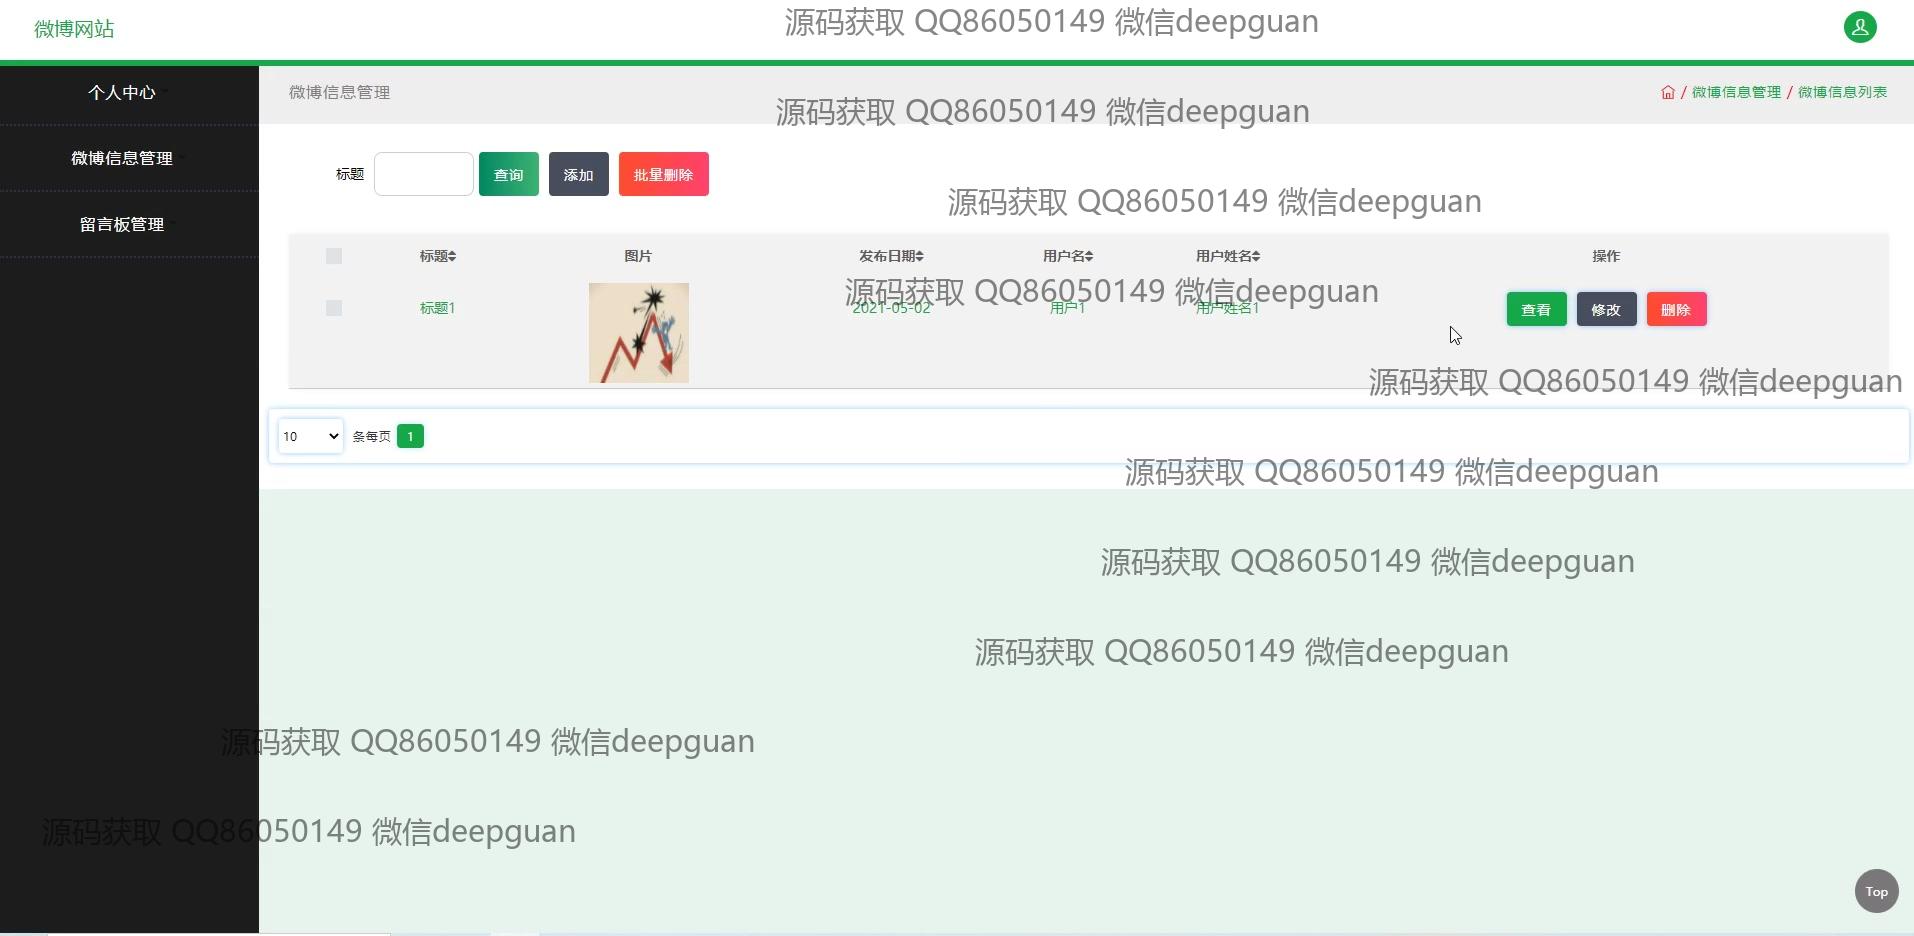 微博网站
源码获取 QQ86050149 微信deepguan
个人中心
微博信息管理
留言板管理
微博信息管理
/ 微博信息管理 / 微博信息列表
源码获取 QQ86050149 微信deepguan
标题 查询 添加 批量删除
源码获取 QQ86050149 微信deepguan
标题 图片 发布日期 用户名 用户姓名 操作
源码获取 QQ86050149 微信deepguan
标题1 2021-05-02 用户1 用户姓名1 查看 修改 删除
源码获取 QQ86050149 微信deepguan
10 条每页 1
源码获取 QQ86050149 微信deepguan
源码获取 QQ86050149 微信deepguan
源码获取 QQ86050149 微信deepguan
源码获取 QQ86050149 微信deepguan
源码获取 QQ86050149 微信deepguan
Top